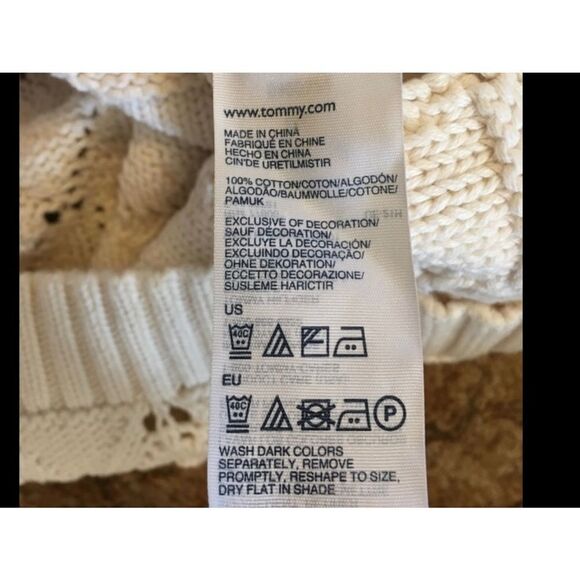 www.tommy.com
MADE IN CHINA
FABRIQUÉ EN CHINE
HECHO EN CHINA
CIN'DE URETILMISTIR
100% COTTON/COTON/ALGODÓN/
ALGODÃO/BAUMWOLLE/COTONE/
PAMUK
EXCLUSIVE OF DECORATION/
SAUF DÉCORATION/
EXCLUYE LA DECORACIÓN/
EXCLUINDO DECORAÇÃO/
OHNE DEKORATION/
ECCETTO DECORAZIONE/
SUSLEME HARICTIR
US
40C
EU
40C P
WASH DARK COLORS
SEPARATELY, REMOVE
PROMPTLY, RESHAPE TO SIZE,
DRY FLAT IN SHADE